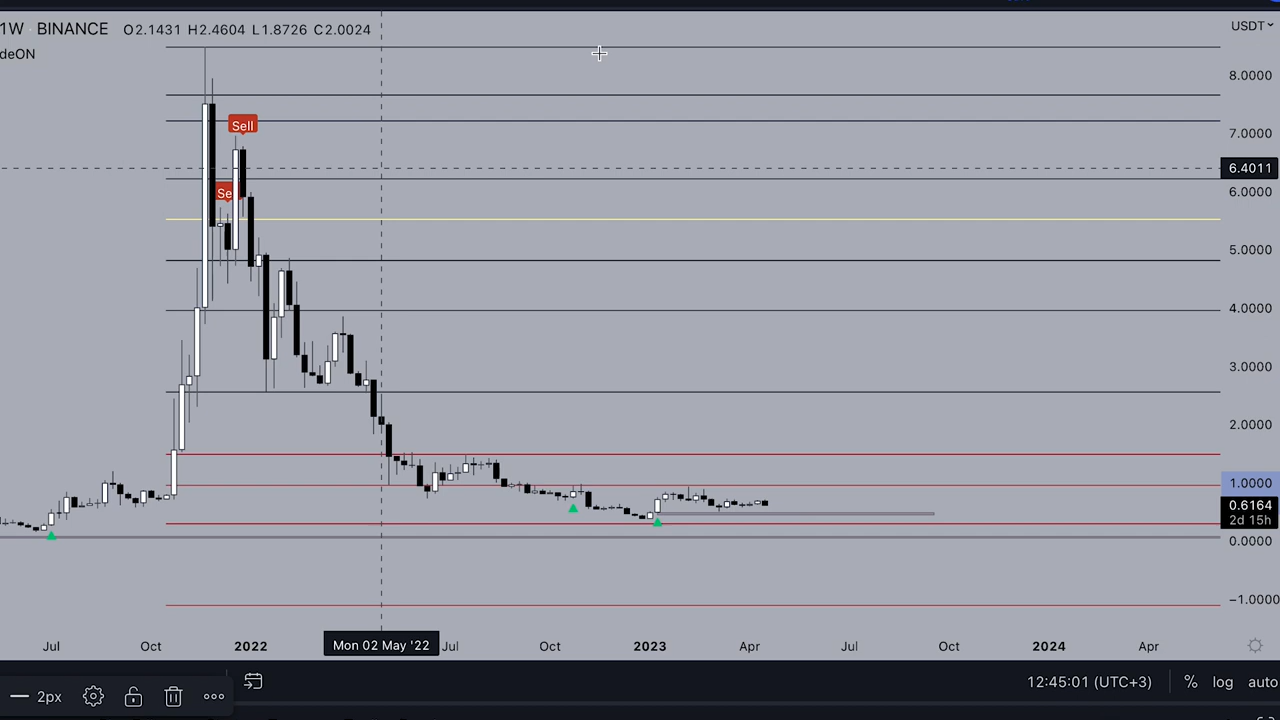 1W BINANCE O2.1431 H2.4604 L1.8726 C2.0024
USDT
deON
8.0000
Sell
7.0000
6.4011
Se
6.0000
5.0000
4.0000
3.0000
2.0000
1.0000
0.6164
2d 15h
0.0000
−1.0000
Jul Oct 2022 Mon 02 May '22 Jul Oct 2023 Apr Jul Oct 2024 Apr
2px
12:45:01 (UTC+3) % log auto